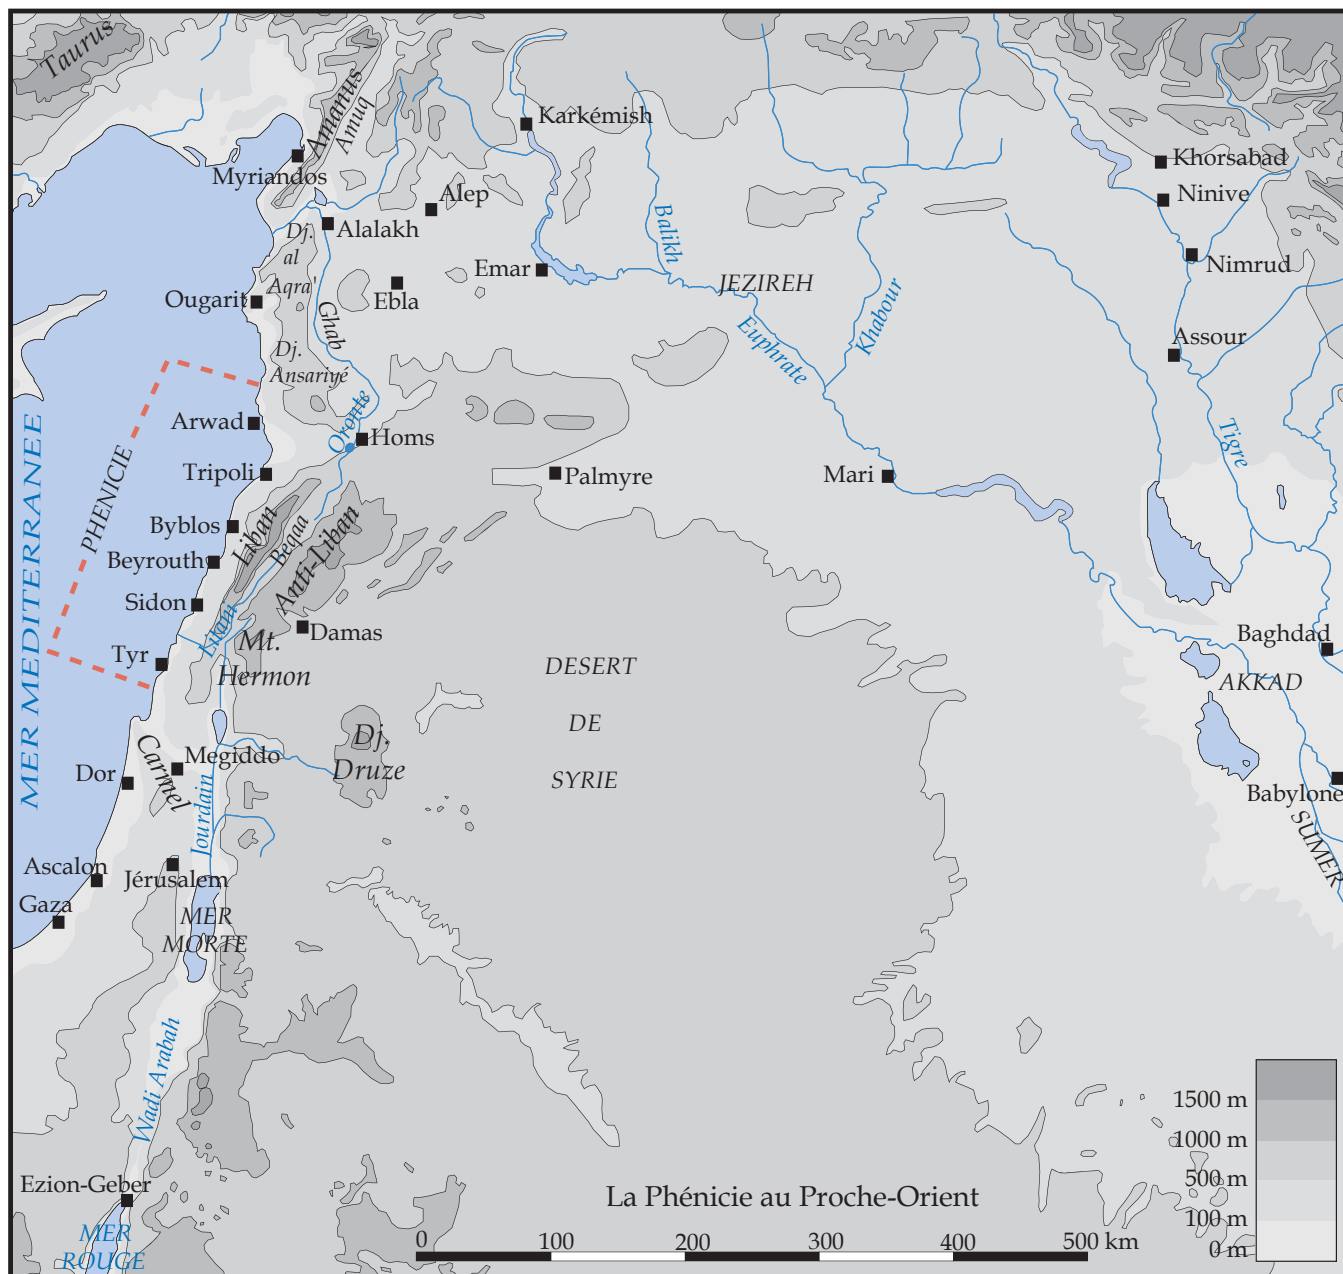 Taurus
Amanus
Amuq
Karkémish
Myriandos
Khorsabad
Ninive
Alep
Alalakh
Dj.
al
Aqra'
Balikh
Nimrud
Emar
JEZIREH
Ebla
Ougarit
Ghab
Khabour
Euphrate
Assour
Dj.
Ansariyé
Oronte
Arwad
Homs
Tigre
Tripoli
Palmyre
Mari
MER MEDITERRANEE
PHENICIE
Byblos
Liban
Beqaa
Anti-Liban
Beyrouth
Sidon
Litani
Damas
Baghdad
Tyr
Mt.
Hermon
DESERT
DE
SYRIE
AKKAD
Carmel
Megiddo
Dj.
Druze
Dor
Jourdain
Babylone
SUMER
Ascalon
Jérusalem
Gaza
MER
MORTE
Wadi Arabah
1500 m
1000 m
500 m
100 m
0 m
Ezion-Geber
La Phénicie au Proche-Orient
MER
ROUGE
0 100 200 300 400 500 km